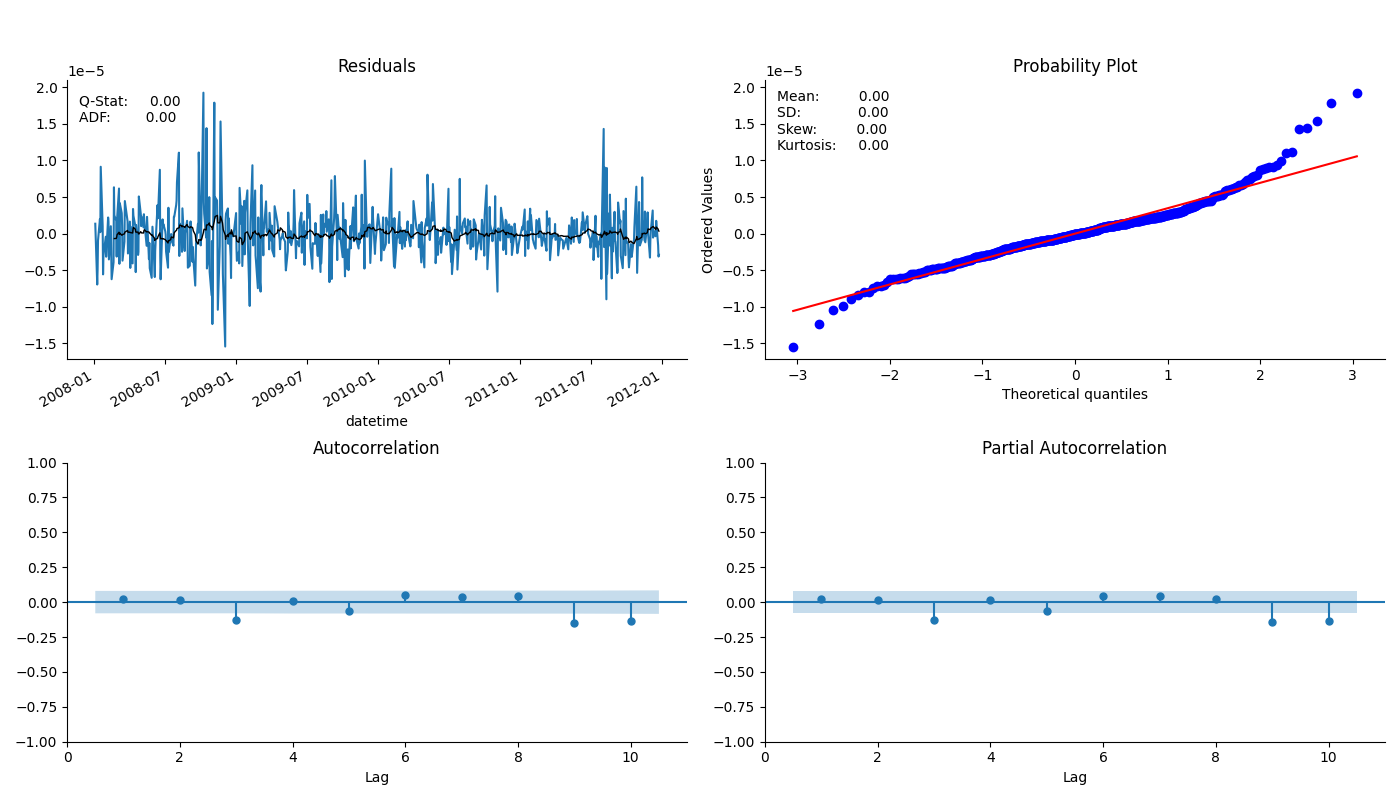 Residuals
1e−5
2.0
1.5
1.0
0.5
0.0
−0.5
−1.0
−1.5
Q-Stat: 0.00
ADF: 0.00
2008-01
2008-07
2009-01
2009-07
2010-01
2010-07
2011-01
2011-07
2012-01
datetime
Probability Plot
1e−5
Ordered Values
2.0
1.5
1.0
0.5
0.0
−0.5
−1.0
−1.5
Mean: 0.00
SD: 0.00
Skew: 0.00
Kurtosis: 0.00
−3 −2 −1 0 1 2 3
Theoretical quantiles
Autocorrelation
1.00
0.75
0.50
0.25
0.00
−0.25
−0.50
−0.75
−1.00
0 2 4 6 8 10
Lag
Partial Autocorrelation
1.00
0.75
0.50
0.25
0.00
−0.25
−0.50
−0.75
−1.00
0 2 4 6 8 10
Lag